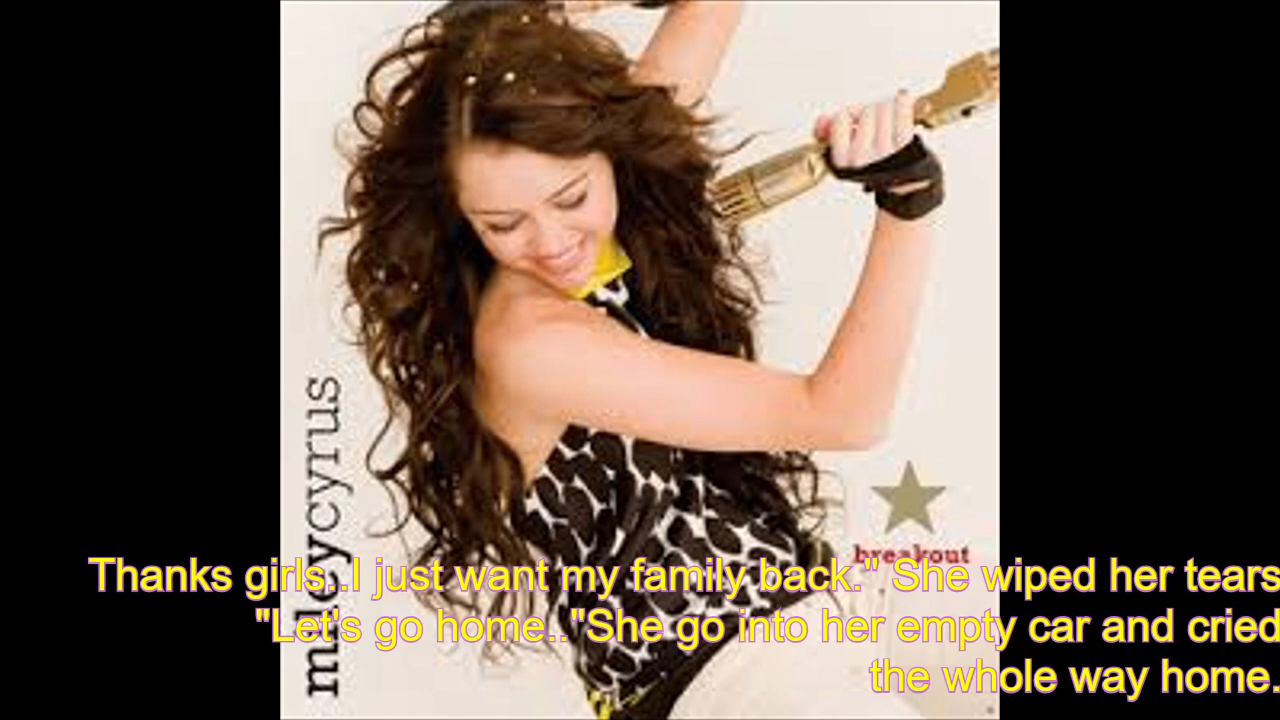 mileycyrus
breakout
Thanks girls...I just want my family back." She wiped her tears
"Let's go home..."She go into her empty car and cried
the whole way home.